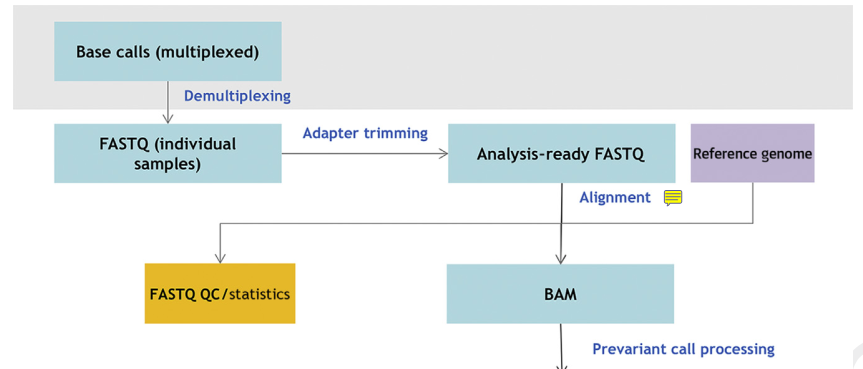 Base calls (multiplexed)
Demultiplexing
FASTQ (individual
samples)
Adapter trimming
Analysis-ready FASTQ
Reference genome
Alignment
FASTQ QC/statistics
BAM
Prevariant call processing